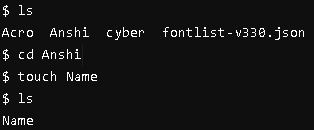 $ ls
Acro  Anshi  cyber  fontlist-v330.json
$ cd Anshi
$ touch Name
$ ls
Name